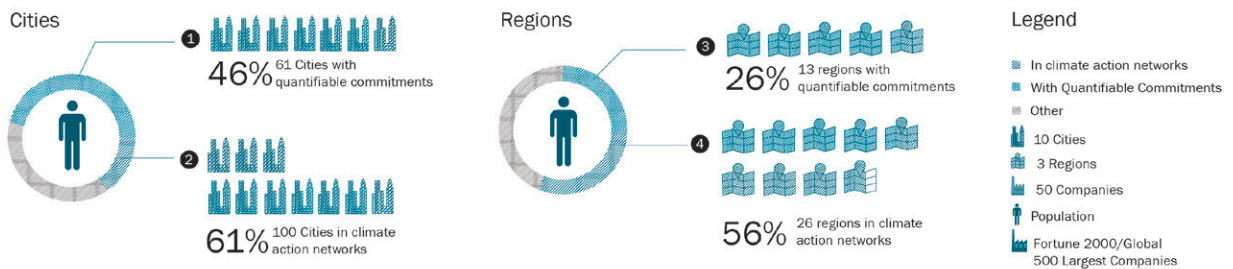 Cities
1
46% 61 Cities with
quantifiable commitments
2
61% 100 Cities in climate
action networks
Regions
3
26% 13 regions with
quantifiable commitments
4
56% 26 regions in climate
action networks
Legend
In climate action networks
With Quantifiable Commitments
Other
10 Cities
3 Regions
50 Companies
Population
Fortune 2000/Global
500 Largest Companies